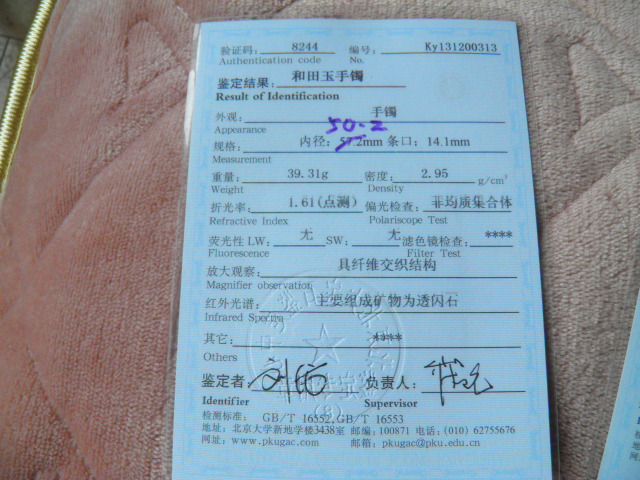 验证码: 8244 编号: Ky131200313
Authentication code No.
鉴定结果: 和田玉手镯
Result of Identification
外观: 手镯
Appearance
50.2
规格: 内径: 57.2mm 条口: 14.1mm
Measurement
重量: 39.31g 密度: 2.95 g/cm³
Weight Density
折光率: 1.61(点测) 偏光检查: 非均质集合体
Refractive Index Polariscope Test
荧光性 LW: 无 SW: 无 滤色镜检查: ****
Fluorescence Filter Test
放大观察: 具纤维交织结构
Magnifier observation
红外光谱: 主要组成矿物为透闪石
Infrared Spectra
其它: ****
Others
鉴定者: 负责人:
Identifier Supervisor
检测标准: GB/T 16552,GB/T 16553
地址: 北京大学新地学楼3438室 邮编: 100871 电话: (010) 62755676
网址: www.pkugac.com 邮箱: pkugac@pku.edu.cn